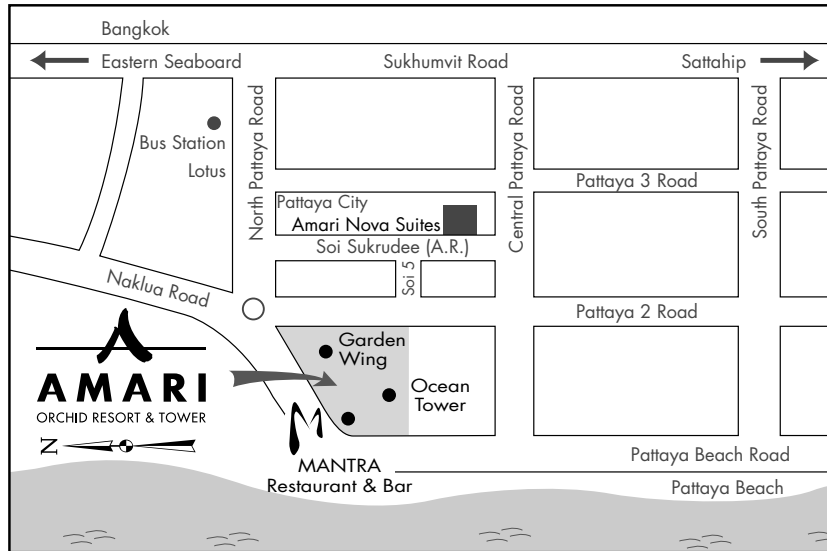 Bangkok
Eastern Seaboard
Sukhumvit Road
Sattahip
Bus Station
Lotus
North Pattaya Road
Central Pattaya Road
South Pattaya Road
Pattaya 3 Road
Pattaya City
Amari Nova Suites
Soi Sukrudee (A.R.)
Soi 5
Naklua Road
Pattaya 2 Road
Garden
Wing
Ocean
Tower
AMARI
ORCHID RESORT & TOWER
N
M
MANTRA
Restaurant & Bar
Pattaya Beach Road
Pattaya Beach